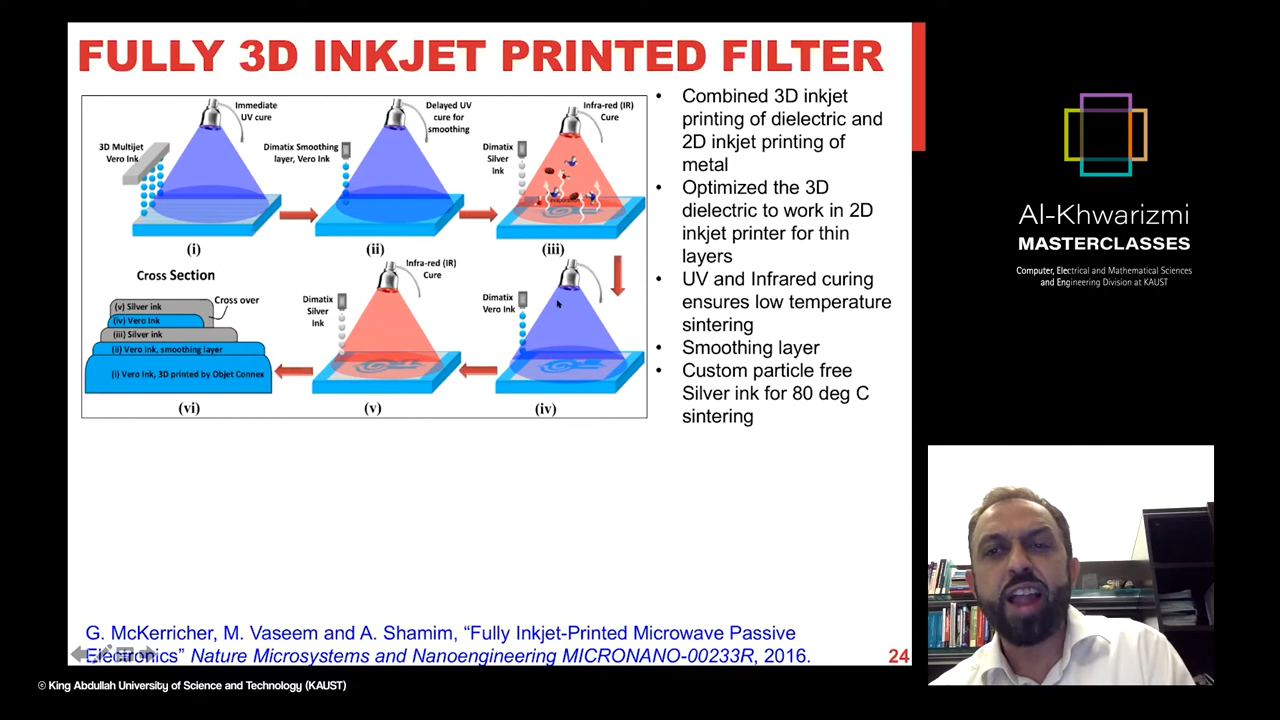 FULLY 3D INKJET PRINTED FILTER
Immediate
UV cure
3D Multijet
Vero Ink
(i)
Delayed UV
cure for
smoothing
Dimatix Smoothing
layer, Vero Ink
(ii)
Infra-red (IR)
Cure
Dimatix
Silver
Ink
(iii)
Cross Section
Cross over
(v) Silver ink
(iv) Vero Ink
(iii) Silver ink
(ii) Vero Ink, smoothing layer
(i) Vero Ink, 3D printed by Objet Connex
(vi)
Infra-red (IR)
Cure
Dimatix
Silver
Ink
(v)
Dimatix
Vero Ink
(iv)
• Combined 3D inkjet
printing of dielectric and
2D inkjet printing of
metal
• Optimized the 3D
dielectric to work in 2D
inkjet printer for thin
layers
• UV and Infrared curing
ensures low temperature
sintering
• Smoothing layer
• Custom particle free
Silver ink for 80 deg C
sintering
G. McKerricher, M. Vaseem and A. Shamim, “Fully Inkjet-Printed Microwave Passive
Electronics” Nature Microsystems and Nanoengineering MICRONANO-00233R, 2016.
24
© King Abdullah University of Science and Technology (KAUST)
Al-Khwarizmi
MASTERCLASSES
Computer, Electrical and Mathematical Sciences
and Engineering Division at KAUST